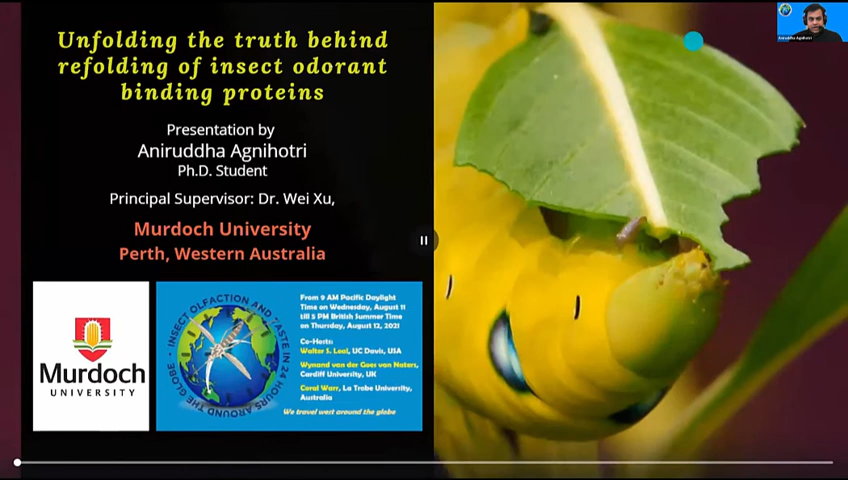 Unfolding the truth behind
refolding of insect odorant
binding proteins
Presentation by
Aniruddha Agnihotri
Ph.D. Student
Principal Supervisor: Dr. Wei Xu,
Murdoch University
Perth, Western Australia
Murdoch
UNIVERSITY
INSECT OLFACTION AND TASTE IN 24 HOURS AROUND THE GLOBE
From 9 AM Pacific Daylight
Time on Wednesday, August 11
till 5 PM British Summer Time
on Thursday, August 12, 2021
Co-Hosts:
Walter S. Leal, UC Davis, USA
Wynand van der Goes van Naters,
Cardiff University, UK
Coral Warr, La Trobe University,
Australia
We travel west around the globe
Aniruddha Agnihotri